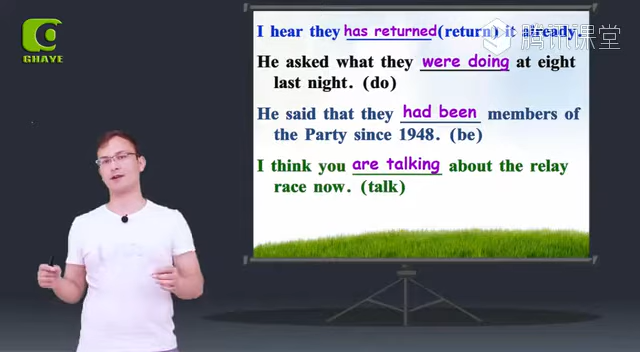 GHAYE
腾讯课堂
I hear they has returned(return) it already.
He asked what they were doing at eight
last night. (do)
He said that they had been members of
the Party since 1948. (be)
I think you are talking about the relay
race now. (talk)